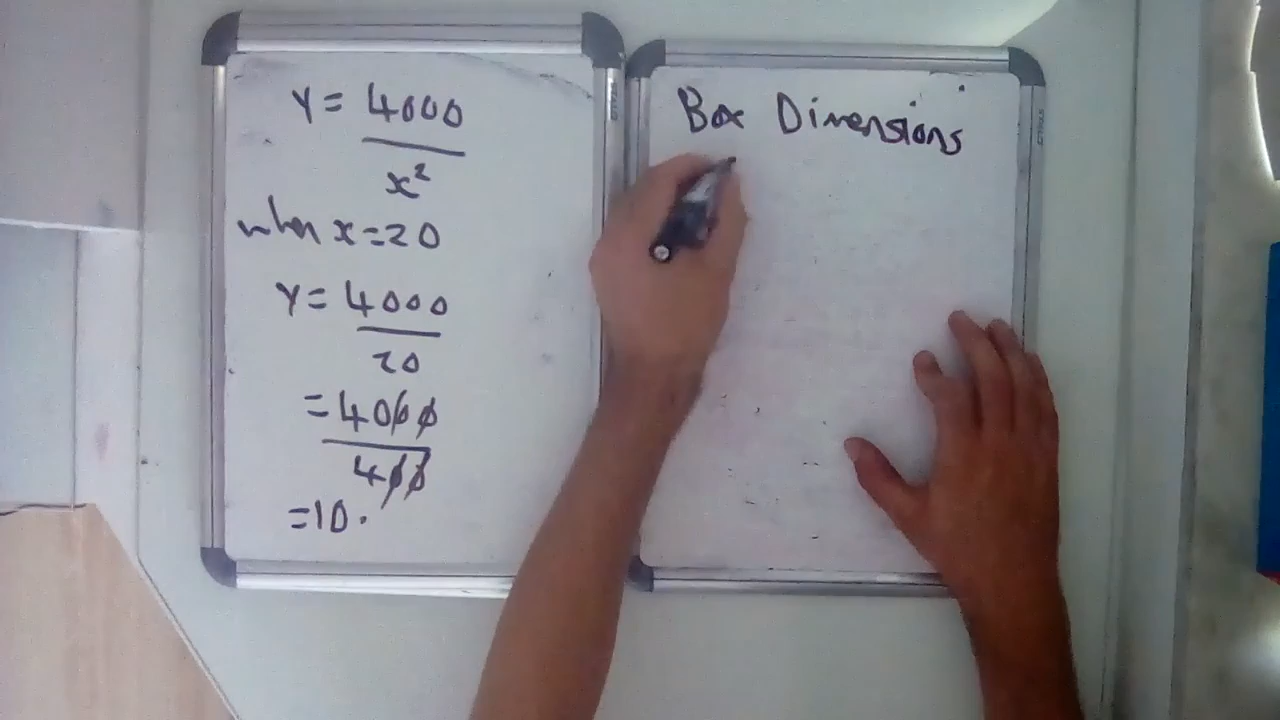 Y = 4000
x²
when x = 20
Y = 4000
20
= 4000
400
= 10.
Box Dimensions